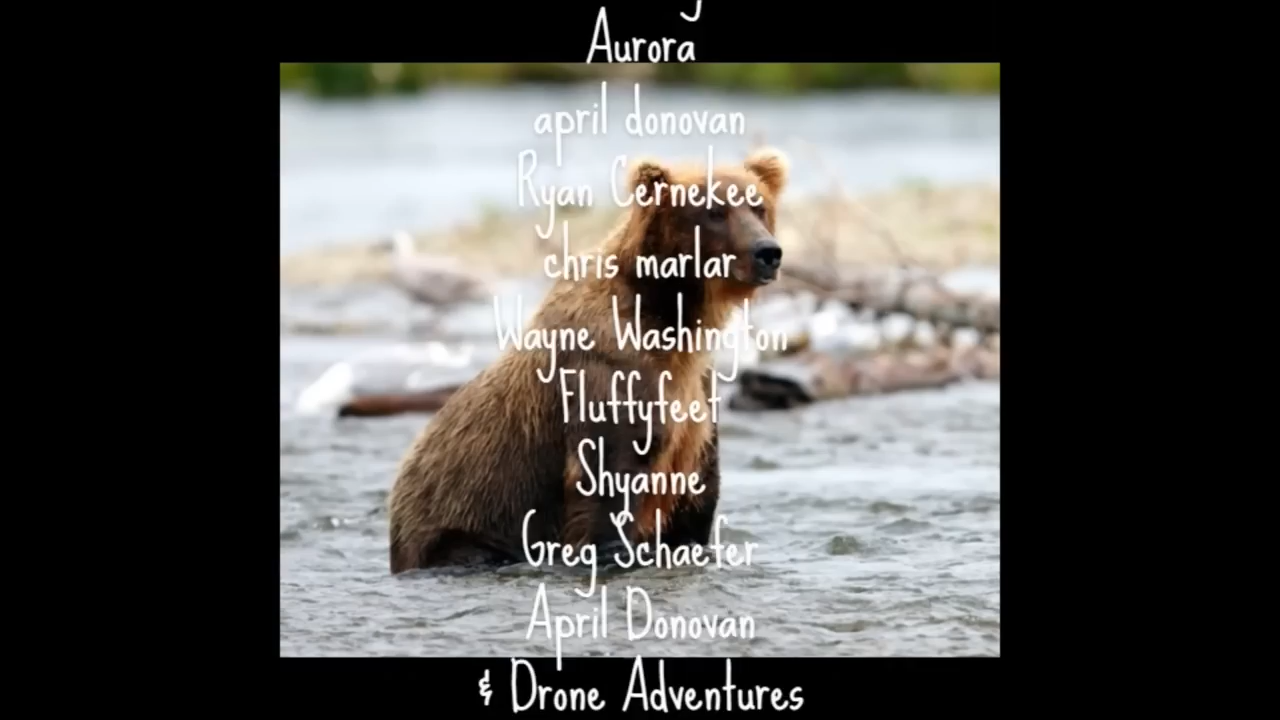 Aurora
april donovan
Ryan Cernekee
chris marlar
Wayne Washington
Fluffyfeet
Shyanne
Greg Schaefer
April Donovan
& Drone Adventures